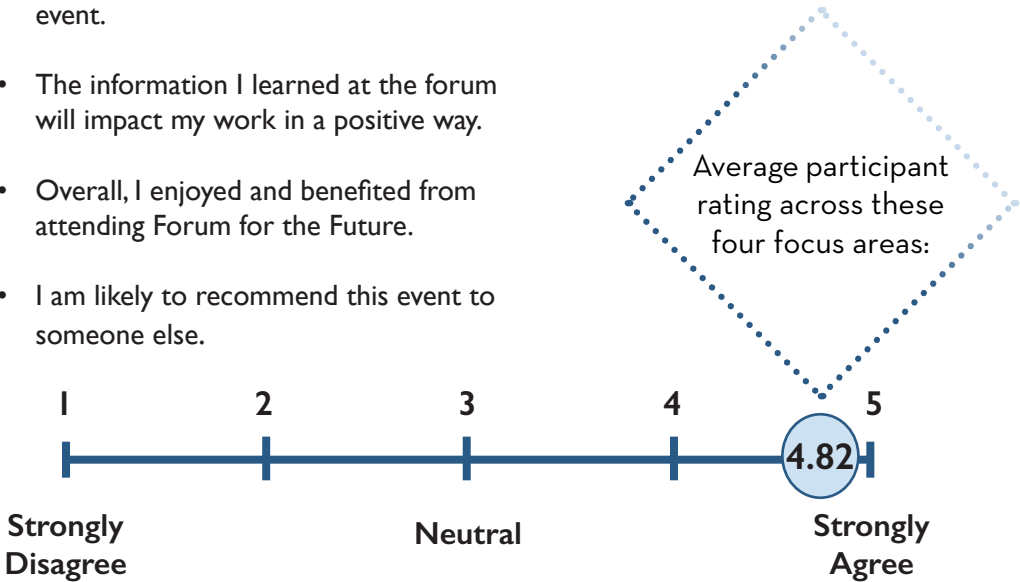 event.
• The information I learned at the forum
will impact my work in a positive way.
• Overall, I enjoyed and benefited from
attending Forum for the Future.
• I am likely to recommend this event to
someone else.
Average participant
rating across these
four focus areas:
1 2 3 4 5
4.82
Strongly
Disagree
Neutral
Strongly
Agree